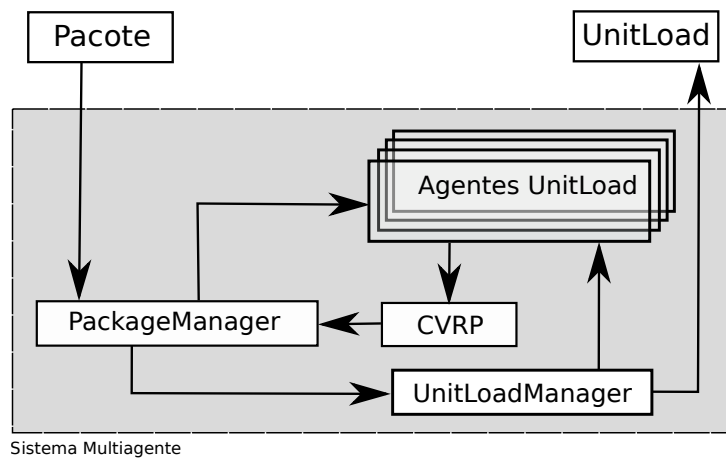 Pacote
UnitLoad
Agentes UnitLoad
PackageManager
CVRP
UnitLoadManager
Sistema Multiagente